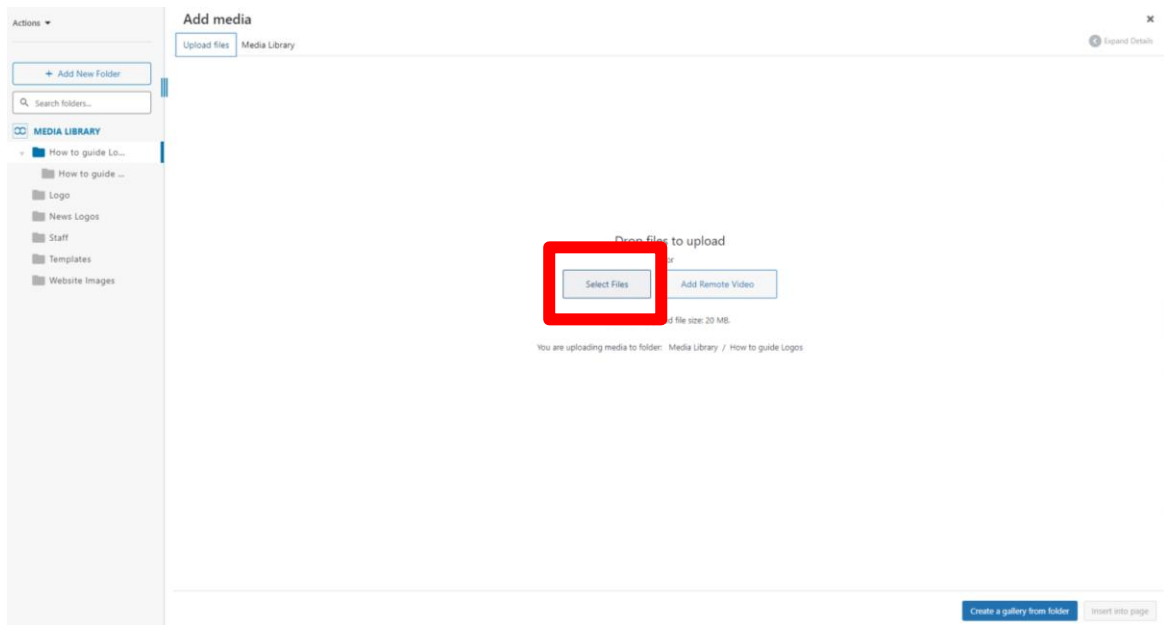 Actions
Add media
Upload files
Media Library
Expand Details
+ Add New Folder
Search folders...
MEDIA LIBRARY
How to guide Lo...
How to guide ...
Logo
News Logos
Staff
Templates
Website Images
Drop files to upload
or
Select Files
Add Remote Video
file size: 20 MB.
You are uploading media to folder: Media Library / How to guide Logos
Create a gallery from folder
Insert into page